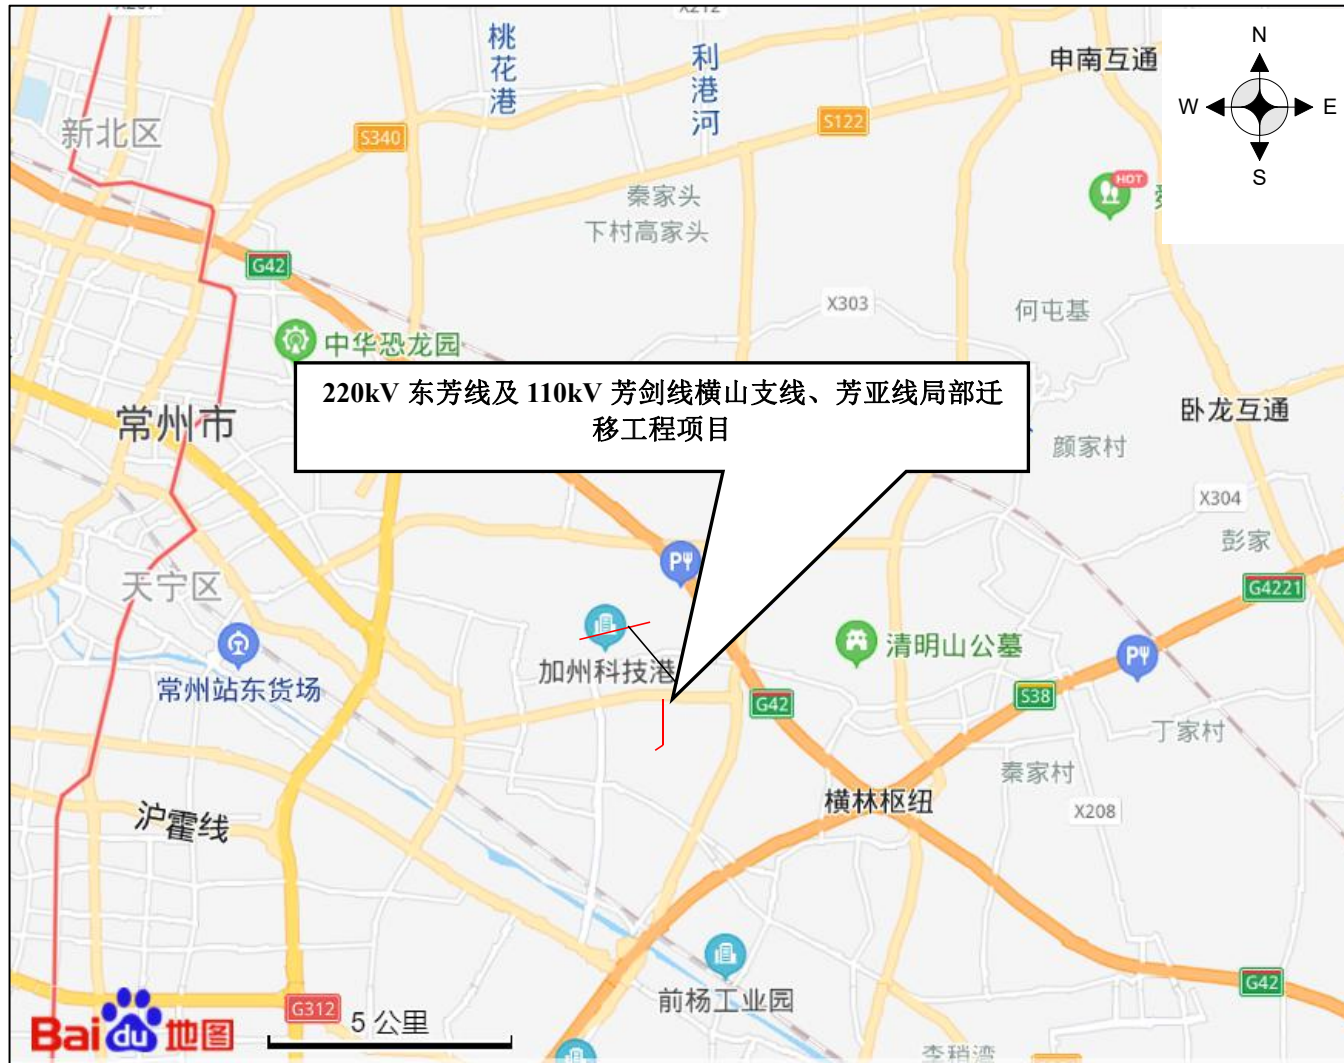 X212
桃花港
利港河
申南互通
N
W
E
S
新北区
S340
S122
HOT
秦家头
下村高家头
G42
X303
何屯基
中华恐龙园
220kV 东芳线及 110kV 芳剑线横山支线、芳亚线局部迁
移工程项目
常州市
卧龙互通
颜家村
X304
彭家
天宁区
P
G4221
加州科技港
清明山公墓
P
常州站东货场
G42
S38
丁家村
秦家村
横林枢纽
X208
沪霍线
前杨工业园
G42
G312
5 公里
Bai du 地图
李稍湾